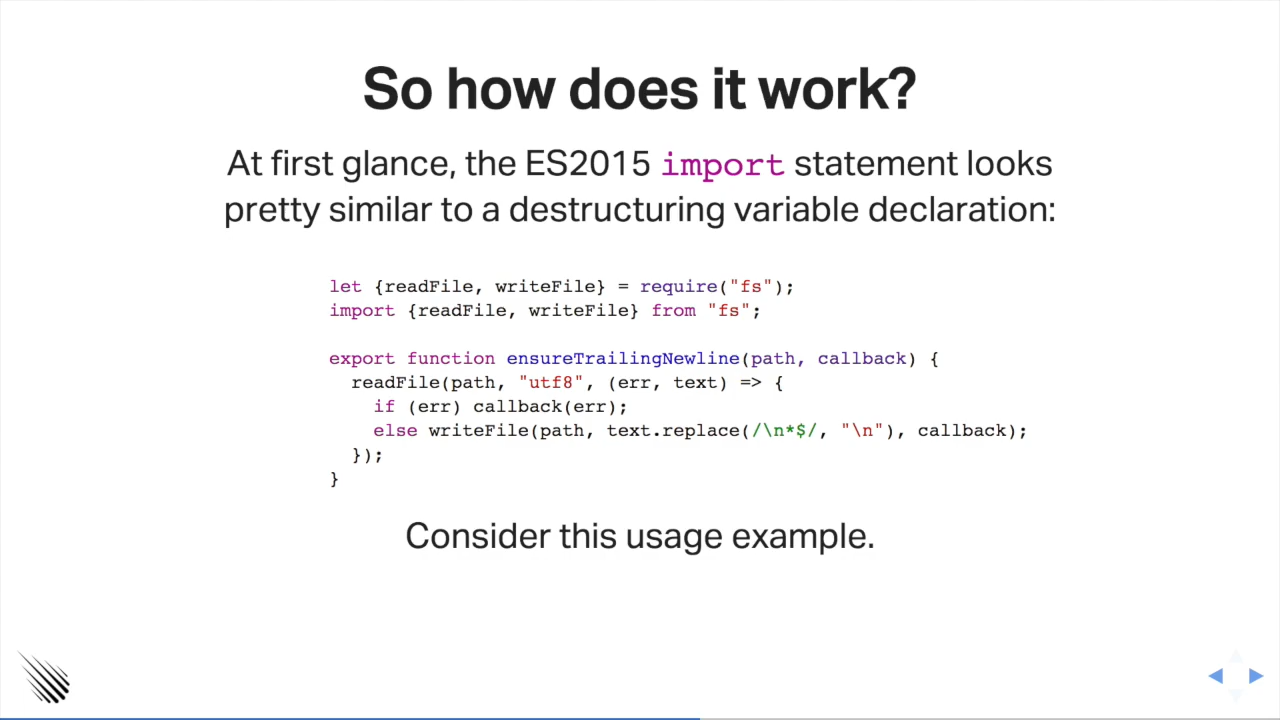 So how does it work?
At first glance, the ES2015 import statement looks
pretty similar to a destructuring variable declaration:
let {readFile, writeFile} = require("fs");
import {readFile, writeFile} from "fs";
export function ensureTrailingNewline(path, callback) {
  readFile(path, "utf8", (err, text) => {
    if (err) callback(err);
    else writeFile(path, text.replace(/\n*$/, "\n"), callback);
  });
}
Consider this usage example.